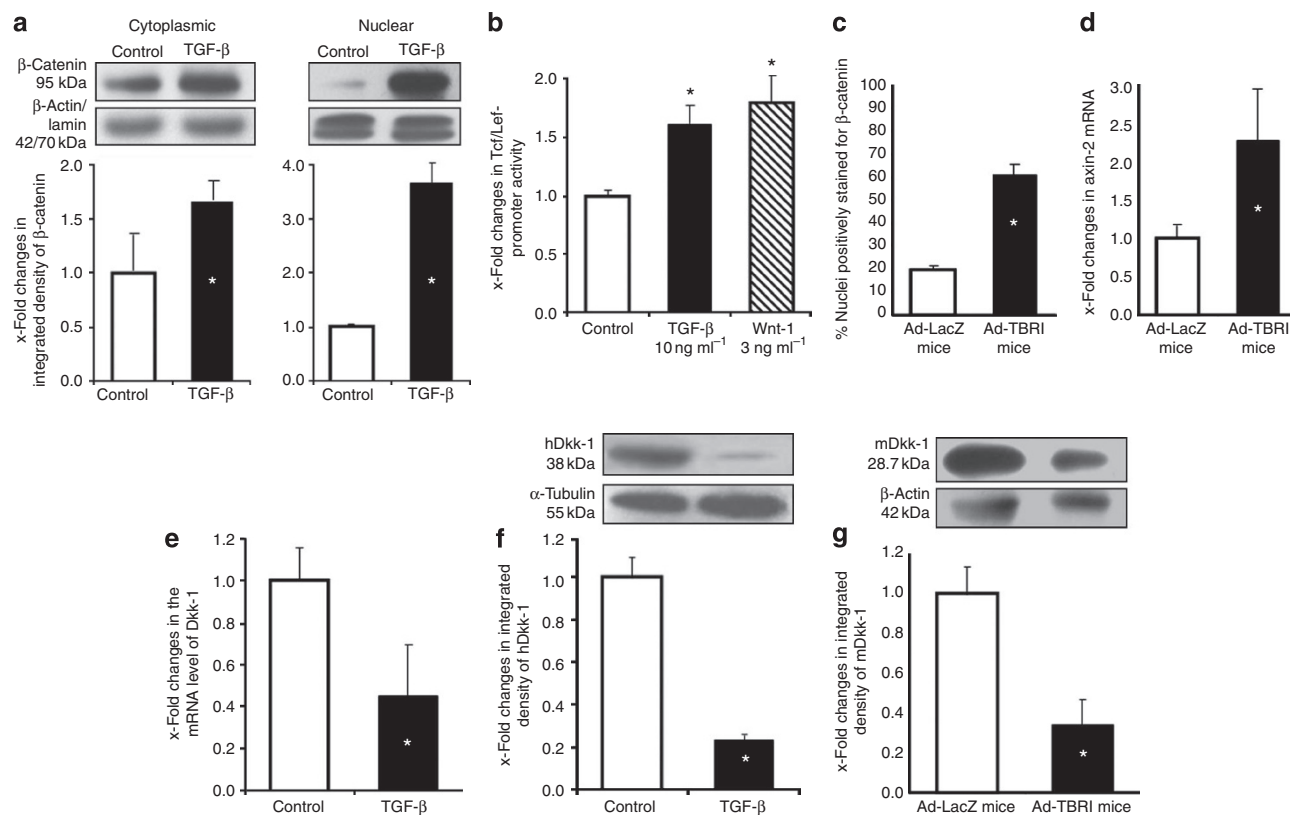 a
Cytoplasmic
Nuclear
Control
TGF-β
Control
TGF-β
β-Catenin
95 kDa
β-Actin/
lamin
42/70 kDa
x-Fold changes in
integrated density of β-catenin
2.0
1.5
1.0
0.5
0.0
*
Control
TGF-β
4.0
3.0
2.0
1.0
0.0
*
Control
TGF-β
b
x-Fold changes in Tcf/Lef-
promoter activity
2.0
1.5
1.0
0.5
0.0
*
*
Control
TGF-β
10 ng ml⁻¹
Wnt-1
3 ng ml⁻¹
c
% Nuclei positively stained for β-catenin
100
90
80
70
60
50
40
30
20
10
0
*
Ad-LacZ
mice
Ad-TBRI
mice
d
x-Fold changes in axin-2 mRNA
3.0
2.5
2.0
1.5
1.0
0.5
0.0
*
Ad-LacZ
mice
Ad-TBRI
mice
e
x-Fold changes in the
mRNA level of Dkk-1
1.2
1.0
0.8
0.6
0.4
0.2
0.0
*
Control
TGF-β
hDkk-1
38 kDa
α-Tubulin
55 kDa
f
x-Fold changes in integrated
density of hDkk-1
1.2
1.0
0.8
0.6
0.4
0.2
0.0
*
Control
TGF-β
mDkk-1
28.7 kDa
β-Actin
42 kDa
g
x-Fold changes in integrated
density of mDkk-1
1.2
1.0
0.8
0.6
0.4
0.2
0.0
*
Ad-LacZ mice
Ad-TBRI mice